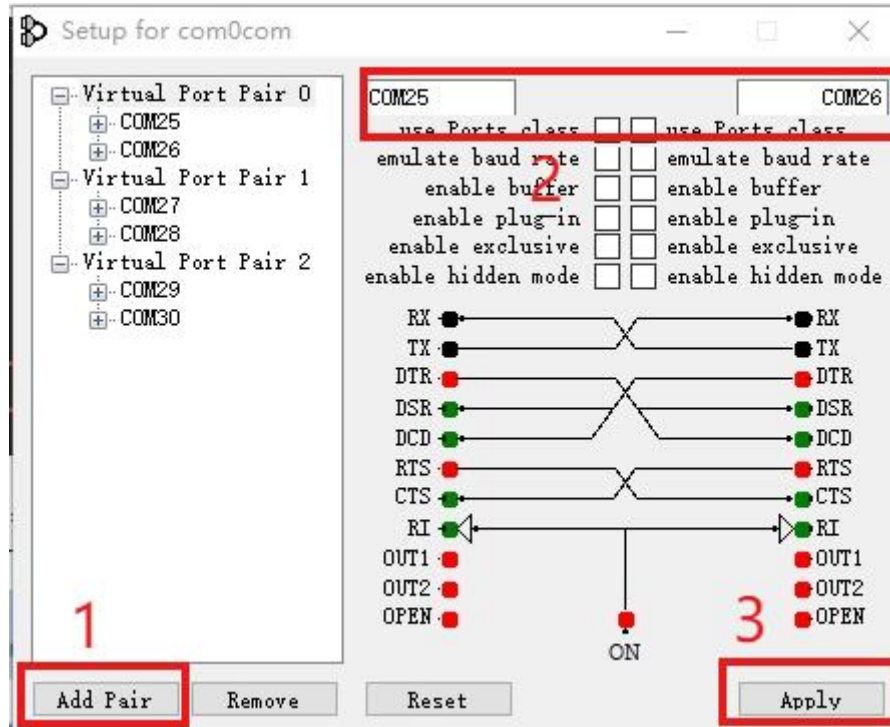 Setup for com0com
Virtual Port Pair 0
COM25
COM26
Virtual Port Pair 1
COM27
COM28
Virtual Port Pair 2
COM29
COM30
COM25 COM26
use Ports class use Ports class
emulate baud rate emulate baud rate
2
enable buffer enable buffer
enable plug-in enable plug-in
enable exclusive enable exclusive
enable hidden mode enable hidden mode
RX RX
TX TX
DTR DTR
DSR DSR
DCD DCD
RTS RTS
CTS CTS
RI RI
OUT1 OUT1
OUT2 OUT2
OPEN OPEN
ON
1
3
Add Pair Remove Reset Apply